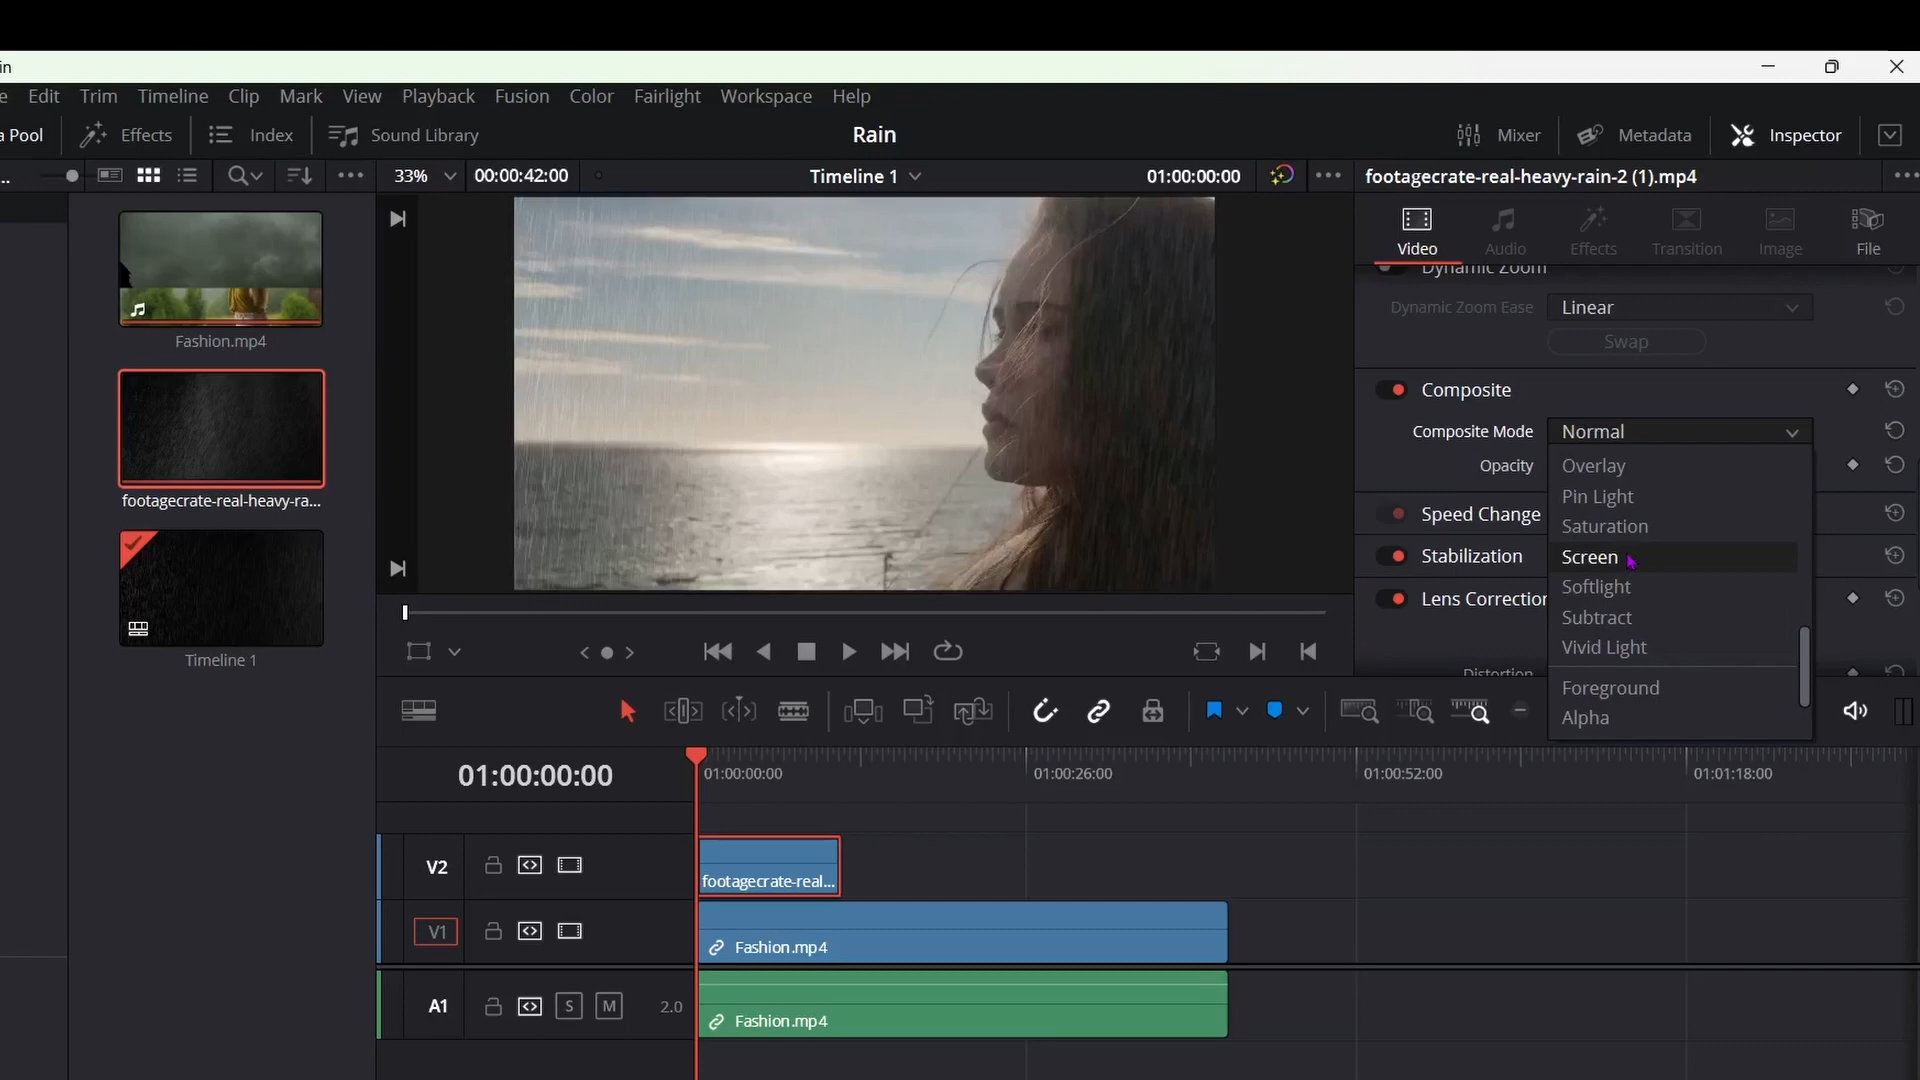 in
e Edit Trim Timeline Clip Mark View Playback Fusion Color Fairlight Workspace Help
a Pool Effects Index Sound Library Rain Mixer Metadata Inspector
... 33% 00:00:42:00 Timeline 1 01:00:00:00 footagecrate-real-heavy-rain-2 (1).mp4
Video Audio Effects Transition Image File
Dynamic Zoom
Dynamic Zoom Ease Linear
Swap
Fashion.mp4
Composite
Composite Mode Normal
Opacity Overlay
Pin Light
footagecrate-real-heavy-ra...
Speed Change Saturation
Stabilization Screen
Softlight
Lens Correction
Subtract
Vivid Light
Timeline 1
Distortion
Foreground
Alpha
01:00:00:00 01:00:00:00 01:00:26:00 01:00:52:00 01:01:18:00
V2 footagecrate-real...
V1 Fashion.mp4
A1 S M 2.0 Fashion.mp4